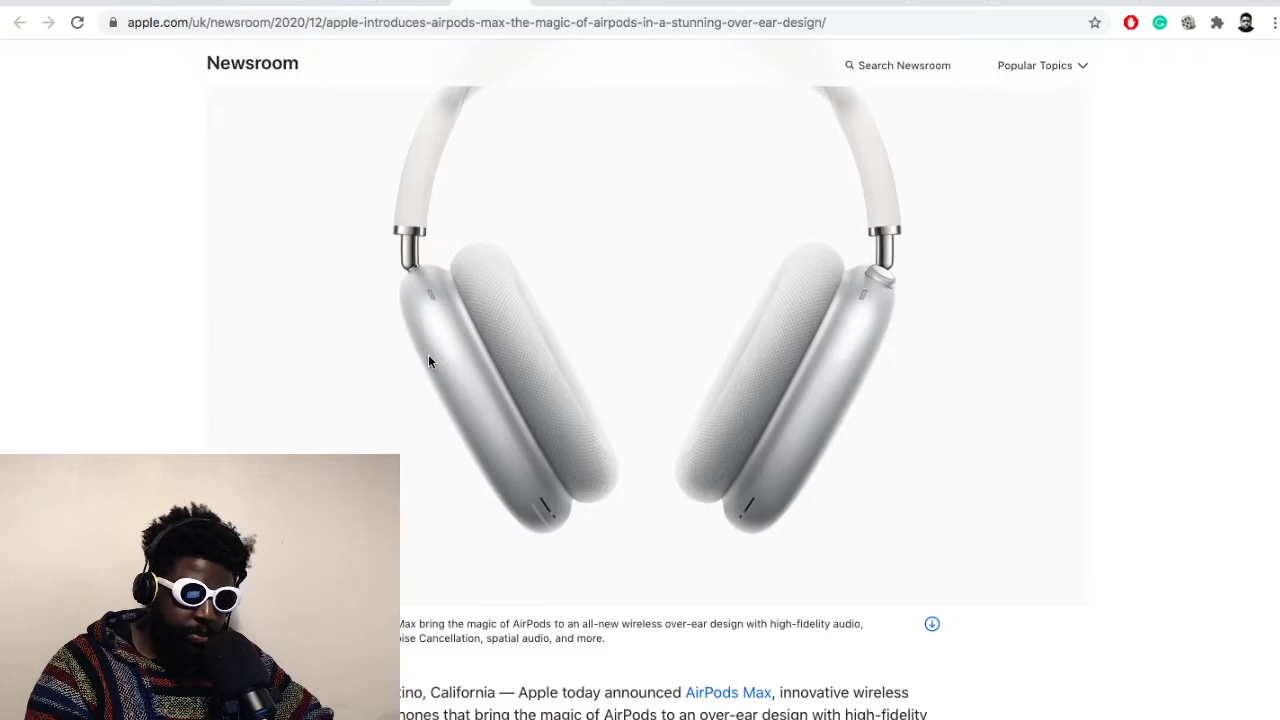 apple.com/uk/newsroom/2020/12/apple-introduces-airpods-max-the-magic-of-airpods-in-a-stunning-over-ear-design/
Newsroom
Search Newsroom
Popular Topics
Max bring the magic of AirPods to an all-new wireless over-ear design with high-fidelity audio,
Cancellation, spatial audio, and more.
California — Apple today announced AirPods Max, innovative wireless
that bring the magic of AirPods to an over-ear design with high-fidelity